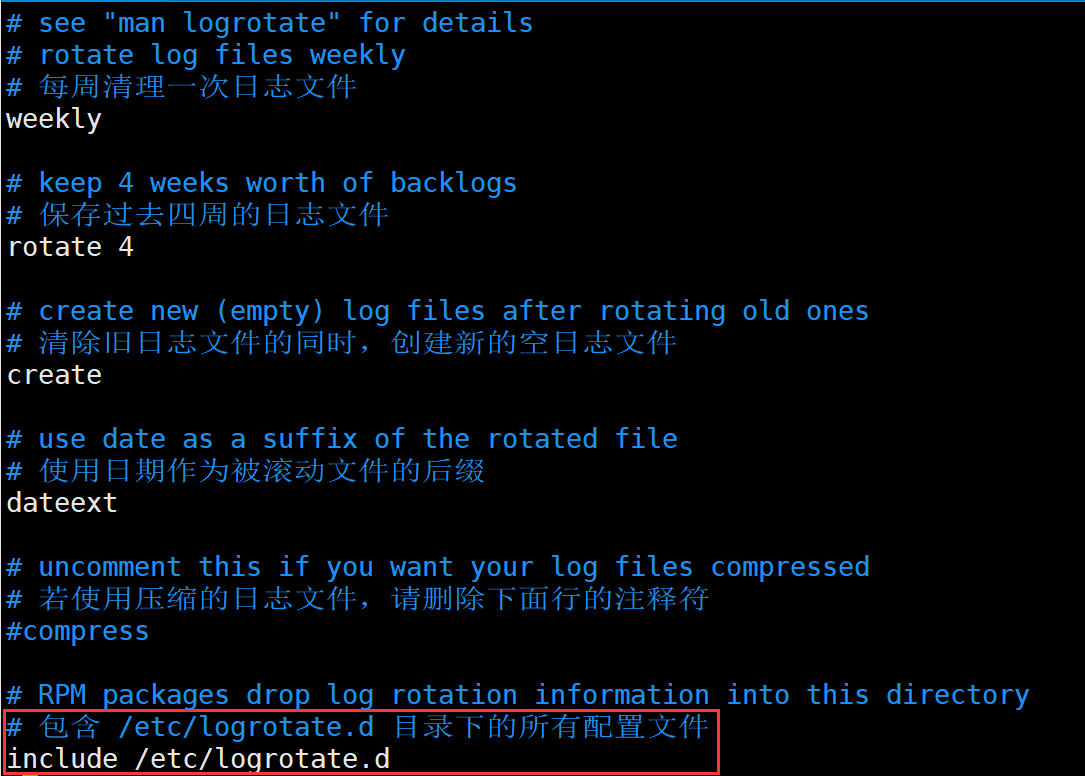 # see "man logrotate" for details
# rotate log files weekly
# 每周清理一次日志文件
weekly
# keep 4 weeks worth of backlogs
# 保存过去四周的日志文件
rotate 4
# create new (empty) log files after rotating old ones
# 清除旧日志文件的同时，创建新的空日志文件
create
# use date as a suffix of the rotated file
# 使用日期作为被滚动文件的后缀
dateext
# uncomment this if you want your log files compressed
# 若使用压缩的日志文件，请删除下面行的注释符
#compress
# RPM packages drop log rotation information into this directory
# 包含 /etc/logrotate.d 目录下的所有配置文件
include /etc/logrotate.d